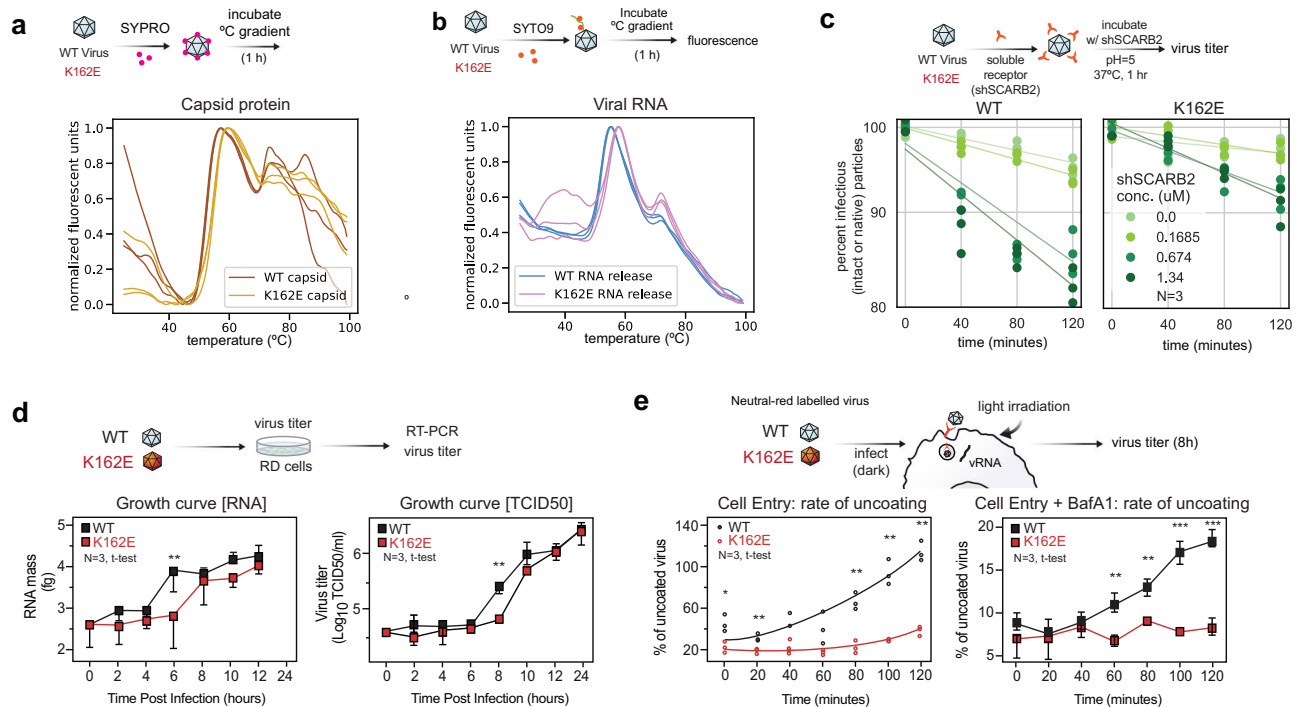 a
SYPRO
incubate
ºC gradient
(1 h)
WT Virus
K162E
Capsid protein
normalized fluorescent units
1.0
0.8
0.6
0.4
0.2
0.0
WT capsid
K162E capsid
40
60
80
100
temperature (ºC)
b
SYTO9
Incubate
ºC gradient
(1 h)
fluorescence
WT Virus
K162E
Viral RNA
normalized fluorescent units
1.0
0.8
0.6
0.4
0.2
0.0
WT RNA release
K162E RNA release
40
60
80
100
temperature (ºC)
c
WT Virus
K162E
soluble
receptor
(shSCARB2)
incubate
w/ shSCARB2
pH=5
37ºC, 1 hr
virus titer
WT
K162E
percent infectious
(intact or native) particles
100
90
80
0
40
80
120
time (minutes)
shSCARB2
conc. (uM)
0.0
0.1685
0.674
1.34
N=3
0
40
80
120
time (minutes)
d
WT
K162E
virus titer
RD cells
RT-PCR
virus titer
Growth curve [RNA]
RNA mass
(fg)
5
4
3
2
WT
K162E
N=3, t-test
**
0 2 4 6 8 10 12 24
Time Post Infection (hours)
Growth curve [TCID50]
Virus titer
(Log10 TCID50/ml)
6
5
WT
K162E
N=3, t-test
**
0 2 4 6 8 10 12 24
Time Post Infection (hours)
e
Neutral-red labelled virus
WT
K162E
infect
(dark)
light irradiation
vRNA
virus titer (8h)
Cell Entry: rate of uncoating
% of uncoated virus
140
100
60
20
WT
K162E
N=3, t-test
*
**
**
**
**
0 20 40 60 80 100 120
Time (minutes)
Cell Entry + BafA1: rate of uncoating
% of uncoated virus
20
15
10
5
WT
K162E
N=3, t-test
**
**
***
***
0 20 40 60 80 100 120
Time (minutes)